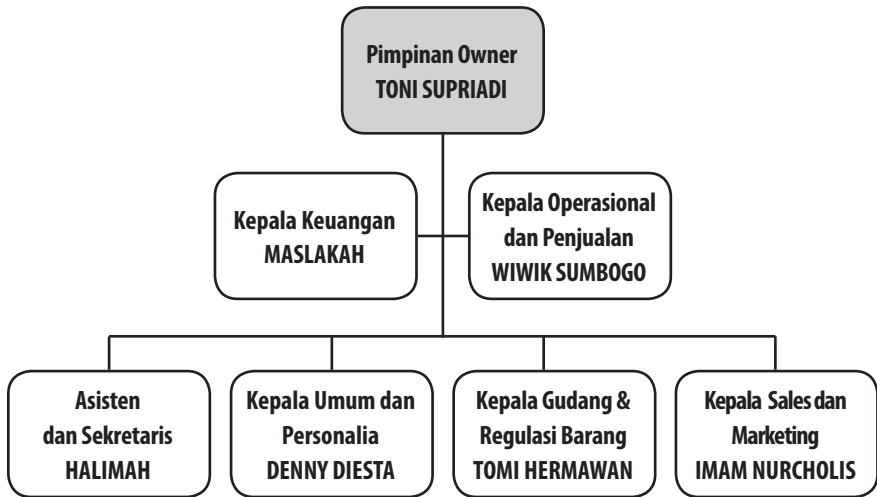 Pimpinan Owner
TONI SUPRIADI
Kepala Keuangan
MASLAKAH
Kepala Operasional
dan Penjualan
WIWIK SUMBOGO
Asisten
dan Sekretaris
HALIMAH
Kepala Umum dan
Personalia
DENNY DIESTA
Kepala Gudang &
Regulasi Barang
TOMI HERMAWAN
Kepala Sales dan
Marketing
IMAM NURCHOLIS